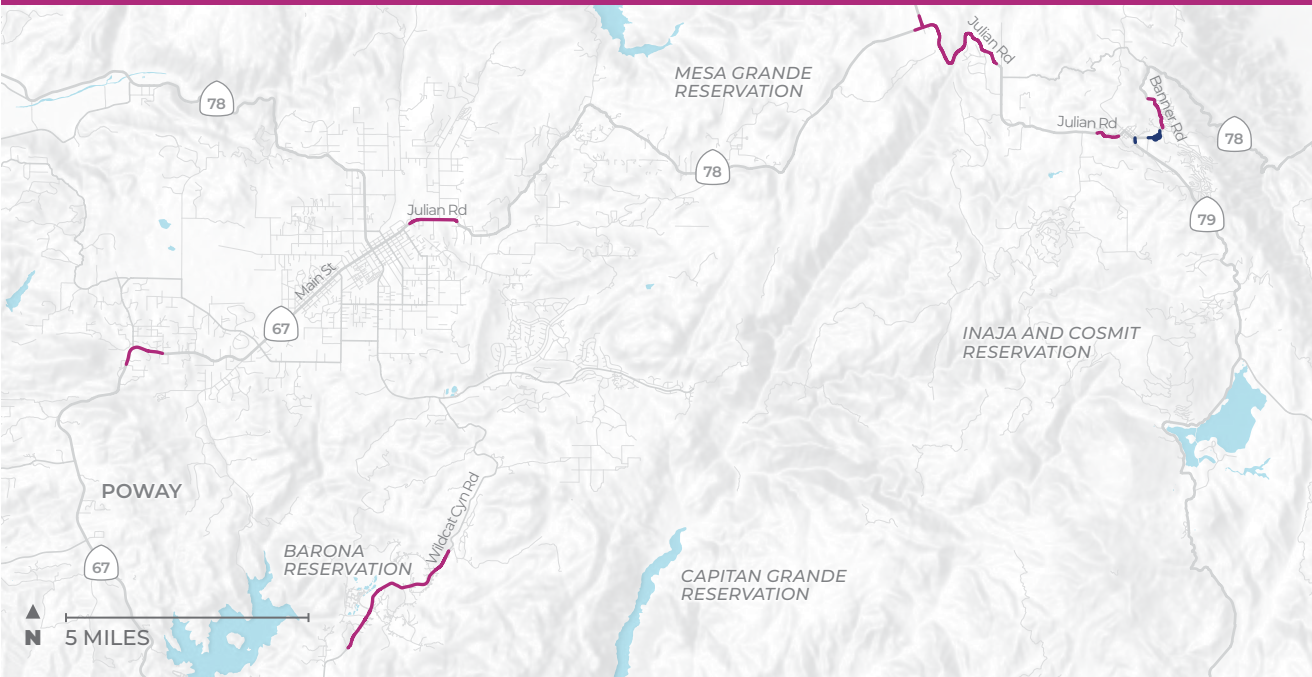 Julian Rd
MESA GRANDE
RESERVATION
78
Banner Rd
Julian Rd
78
78
Julian Rd
79
Main St
67
INAJA AND COSMIT
RESERVATION
POWAY
Wildcat Cyn Rd
BARONA
RESERVATION
67
CAPITAN GRANDE
RESERVATION
N
5 MILES